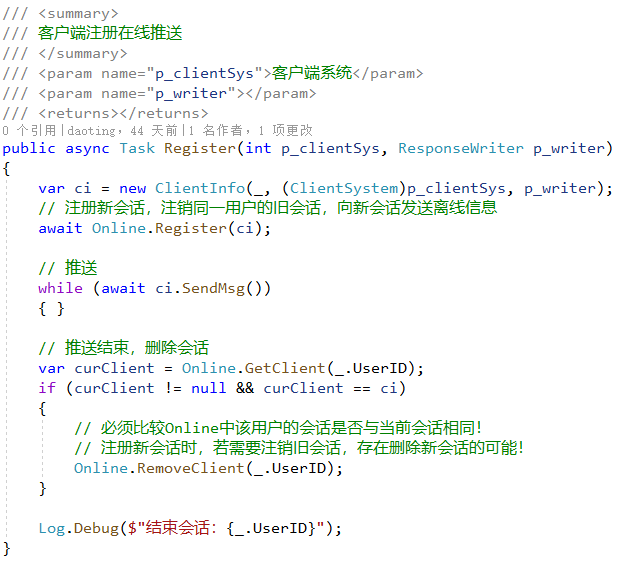 /// <summary>
/// 客户端注册在线推送
/// </summary>
/// <param name="p_clientSys">客户端系统</param>
/// <param name="p_writer"></param>
/// <returns></returns>
0 个引用|daoting，44 天前|1 名作者，1 项更改
public async Task Register(int p_clientSys, ResponseWriter p_writer)
{
    var ci = new ClientInfo(_, (ClientSystem)p_clientSys, p_writer);
    // 注册新会话，注销同一用户的旧会话，向新会话发送离线信息
    await Online.Register(ci);

    // 推送
    while (await ci.SendMsg())
    { }

    // 推送结束，删除会话
    var curClient = Online.GetClient(_.UserID);
    if (curClient != null && curClient == ci)
    {
        // 必须比较Online中该用户的会话是否与当前会话相同！
        // 注册新会话时，若需要注销旧会话，存在删除新会话的可能！
        Online.RemoveClient(_.UserID);
    }

    Log.Debug($"结束会话：{_.UserID}");
}